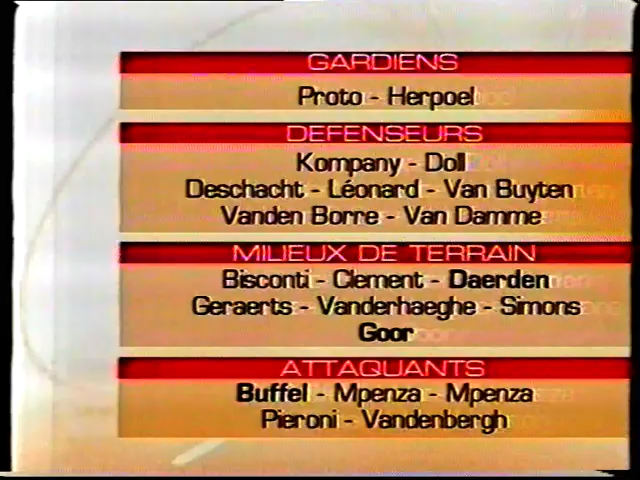 GARDIENS
Proto - Herpoel
DEFENSEURS
Kompany - Doll
Deschacht - Léonard - Van Buyten
Vanden Borre - Van Damme
MILIEUX DE TERRAIN
Bisconti - Clement - Daerden
Geraerts - Vanderhaeghe - Simons
Goor
ATTAQUANTS
Buffel - Mpenza - Mpenza
Pieroni - Vandenbergh